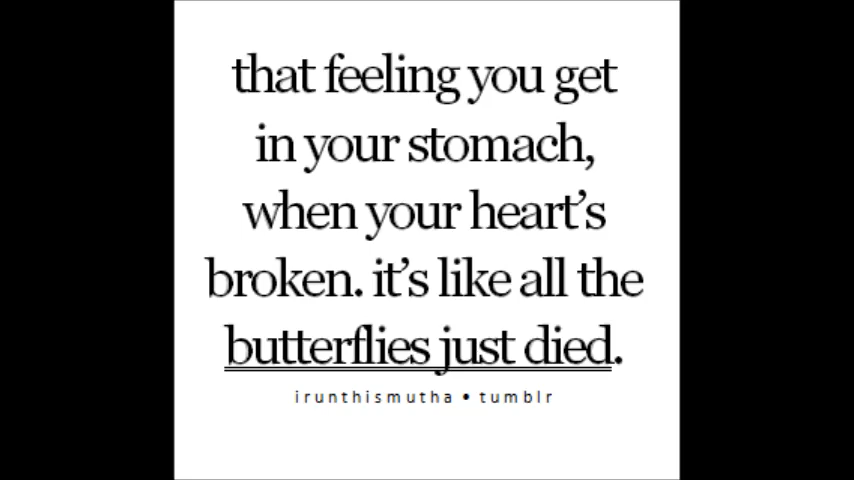 that feeling you get
in your stomach,
when your heart’s
broken. it’s like all the
butterflies just died.
irunthismutha • tumblr